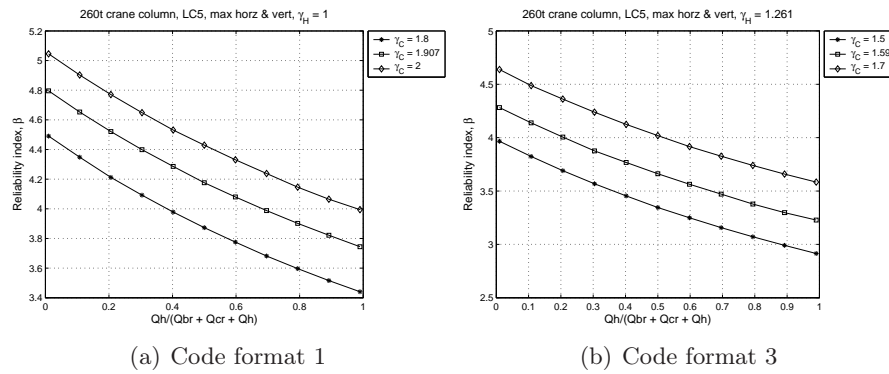 260t crane column, LC5, max horz & vert, γH = 1
5.2
5
4.8
4.6
4.4
4.2
4
3.8
3.6
3.4
0
0.2
0.4
0.6
0.8
1
Reliability index, β
Qh/(Qbr + Qcr + Qh)
γC = 1.8
γC = 1.907
γC = 2
(a) Code format 1
260t crane column, LC5, max horz & vert, γH = 1.261
5
4.5
4
3.5
3
2.5
0
0.1
0.2
0.3
0.4
0.5
0.6
0.7
0.8
0.9
1
Reliability index, β
Qh/(Qbr + Qcr + Qh)
γC = 1.5
γC = 1.59
γC = 1.7
(b) Code format 3